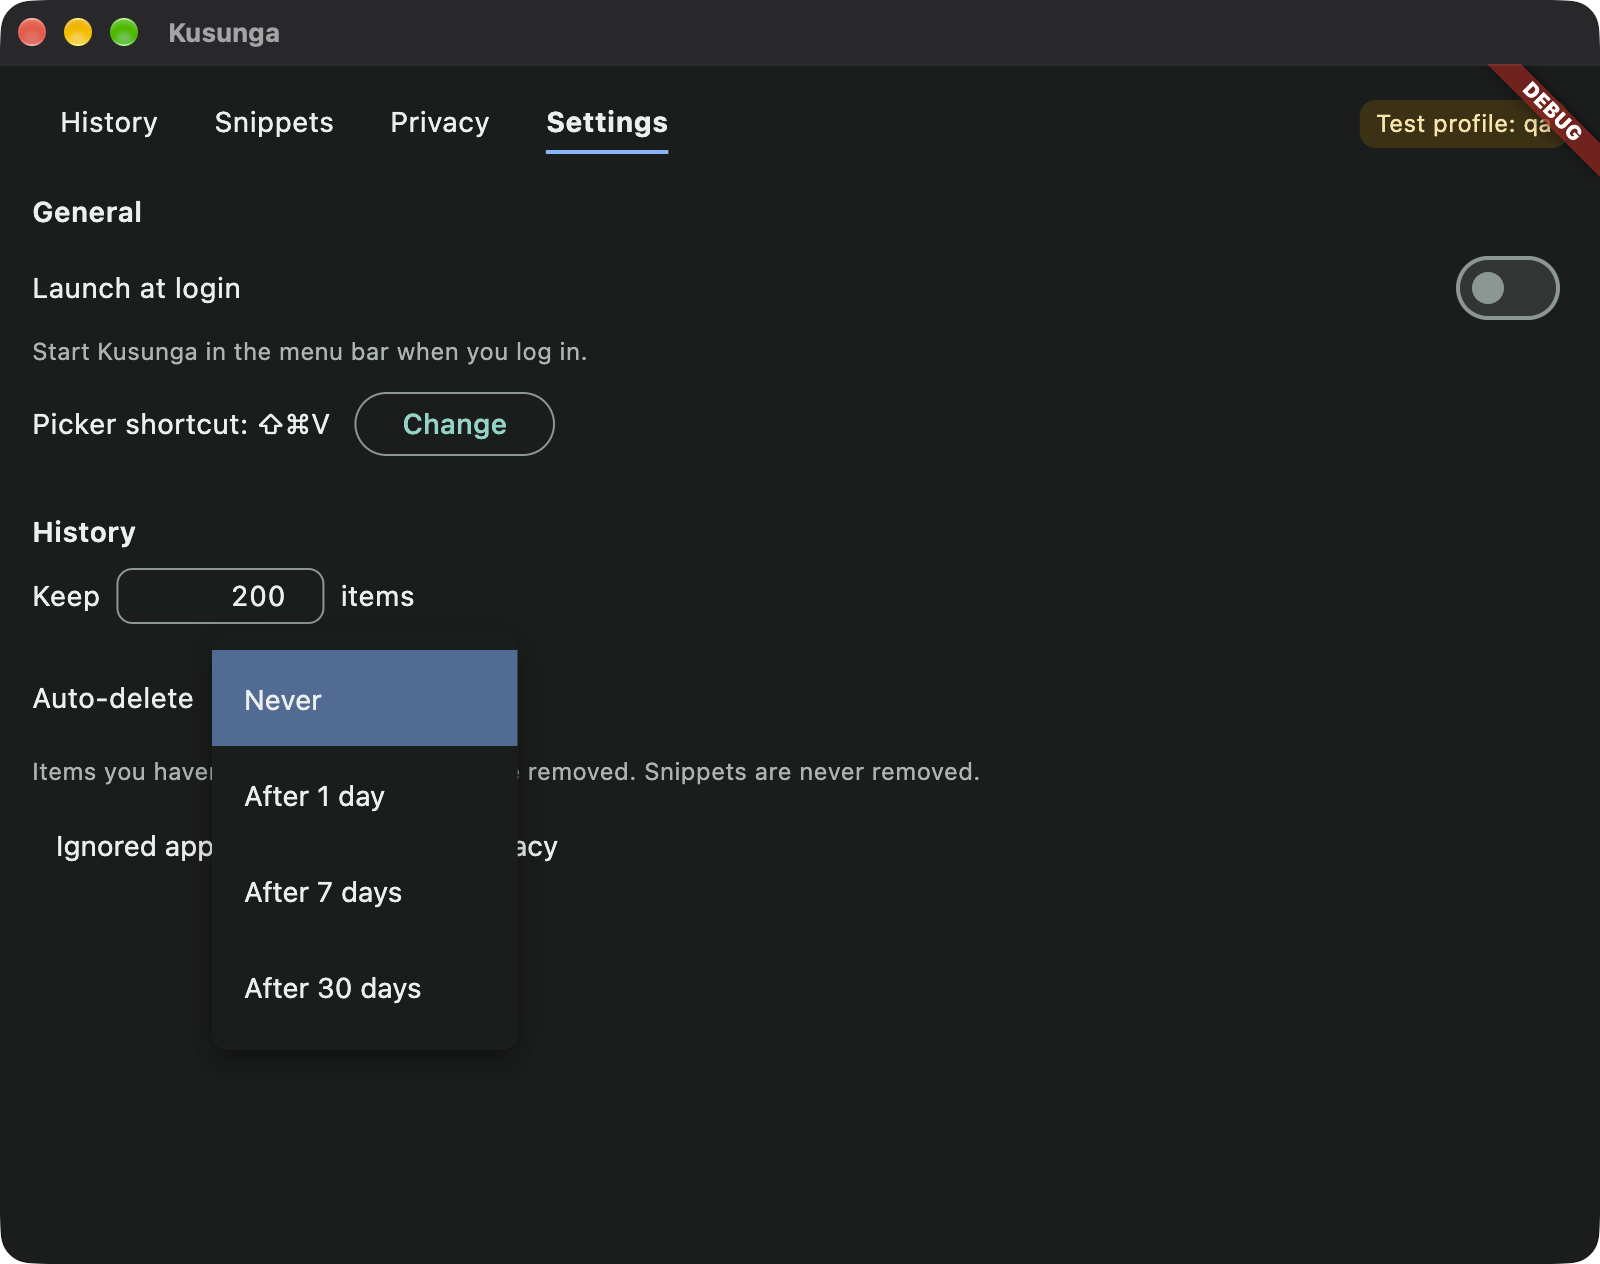 Kusunga
History Snippets Privacy Settings
Test profile: qa
DEBUG
General
Launch at login
Start Kusunga in the menu bar when you log in.
Picker shortcut: ⇧⌘V Change
History
Keep 200 items
Auto-delete Never
Items you have removed. Snippets are never removed.
After 1 day
Ignored app
After 7 days
After 30 days